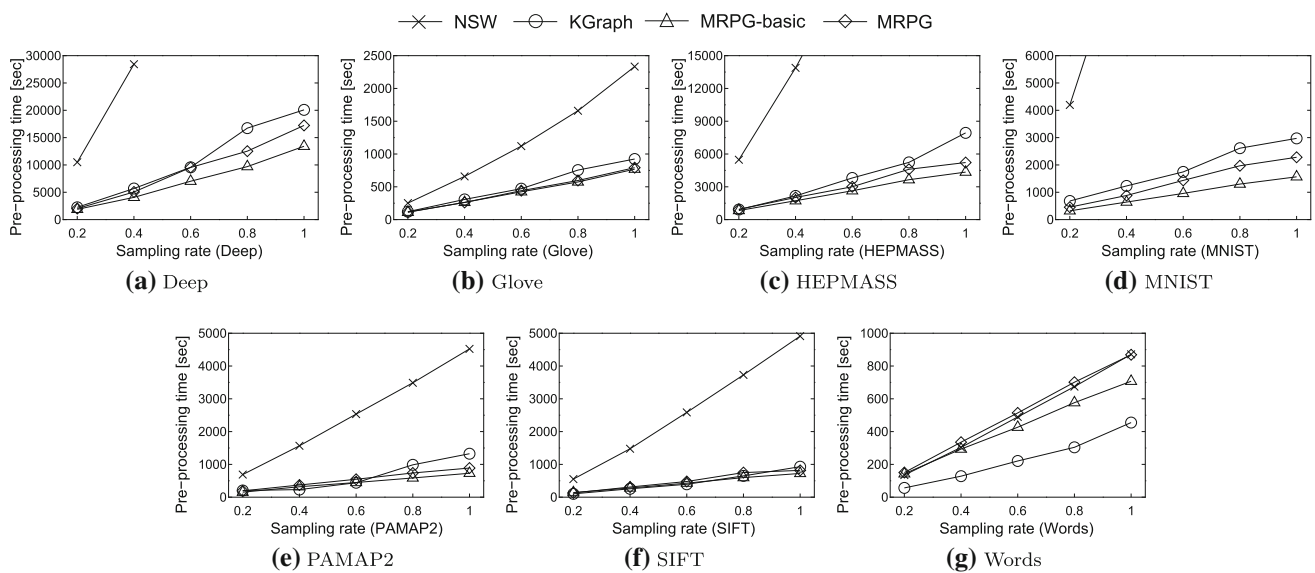 NSW KGraph MRPG-basic MRPG
Pre-processing time [sec]
30000
25000
20000
15000
10000
5000
0
0.2 0.4 0.6 0.8 1
Sampling rate (Deep)
(a) Deep
Pre-processing time [sec]
2500
2000
1500
1000
500
0
0.2 0.4 0.6 0.8 1
Sampling rate (Glove)
(b) Glove
Pre-processing time [sec]
15000
12000
9000
6000
3000
0
0.2 0.4 0.6 0.8 1
Sampling rate (HEPMASS)
(c) HEPMASS
Pre-processing time [sec]
6000
5000
4000
3000
2000
1000
0
0.2 0.4 0.6 0.8 1
Sampling rate (MNIST)
(d) MNIST
Pre-processing time [sec]
5000
4000
3000
2000
1000
0
0.2 0.4 0.6 0.8 1
Sampling rate (PAMAP2)
(e) PAMAP2
Pre-processing time [sec]
5000
4000
3000
2000
1000
0
0.2 0.4 0.6 0.8 1
Sampling rate (SIFT)
(f) SIFT
Pre-processing time [sec]
1000
800
600
400
200
0
0.2 0.4 0.6 0.8 1
Sampling rate (Words)
(g) Words